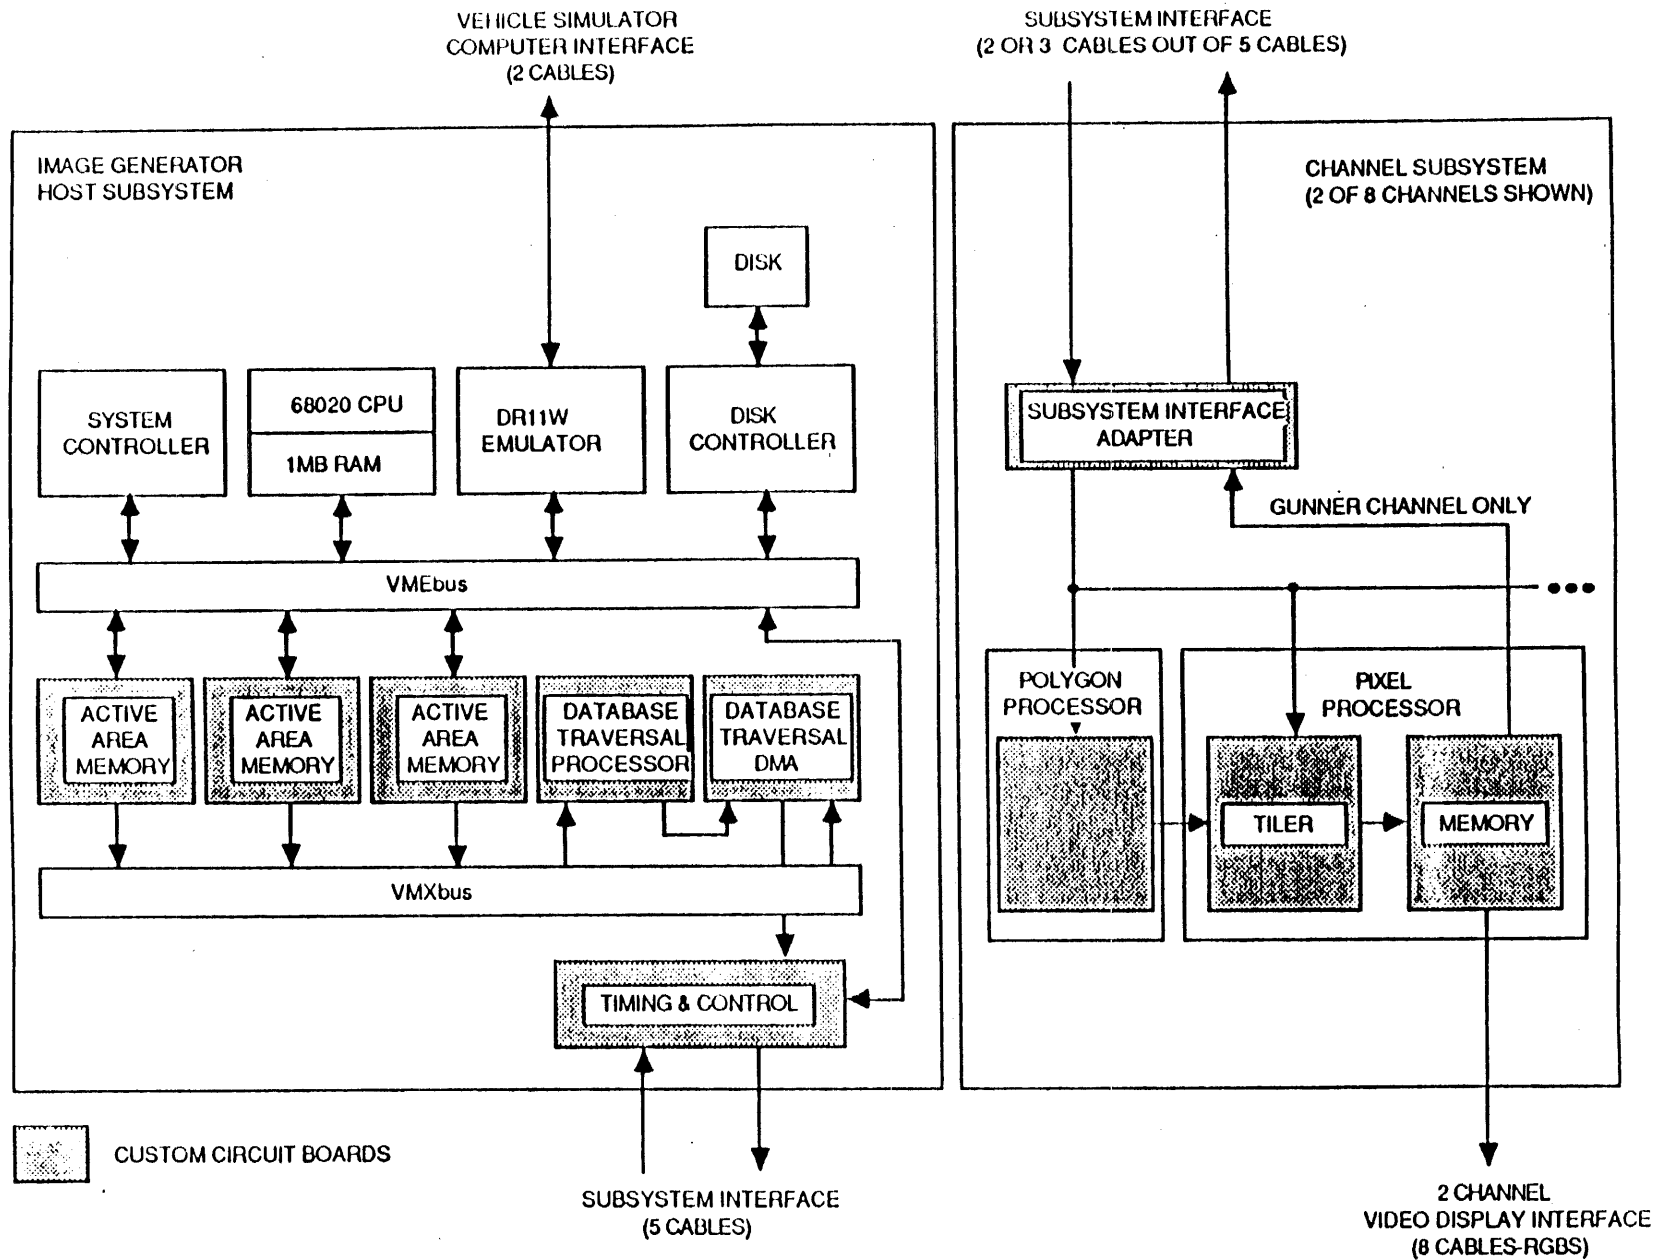 VEHICLE SIMULATOR
COMPUTER INTERFACE
(2 CABLES)
SUBSYSTEM INTERFACE
(2 OR 3 CABLES OUT OF 5 CABLES)
IMAGE GENERATOR
HOST SUBSYSTEM
CHANNEL SUBSYSTEM
(2 OF 8 CHANNELS SHOWN)
DISK
SYSTEM
CONTROLLER
68020 CPU
1MB RAM
DR11W
EMULATOR
DISK
CONTROLLER
SUBSYSTEM INTERFACE
ADAPTER
GUNNER CHANNEL ONLY
VMEbus
ACTIVE
AREA
MEMORY
ACTIVE
AREA
MEMORY
ACTIVE
AREA
MEMORY
DATABASE
TRAVERSAL
PROCESSOR
DATABASE
TRAVERSAL
DMA
POLYGON
PROCESSOR
PIXEL
PROCESSOR
TILER
MEMORY
VMXbus
TIMING & CONTROL
CUSTOM CIRCUIT BOARDS
SUBSYSTEM INTERFACE
(5 CABLES)
2 CHANNEL
VIDEO DISPLAY INTERFACE
(8 CABLES-RGBS)